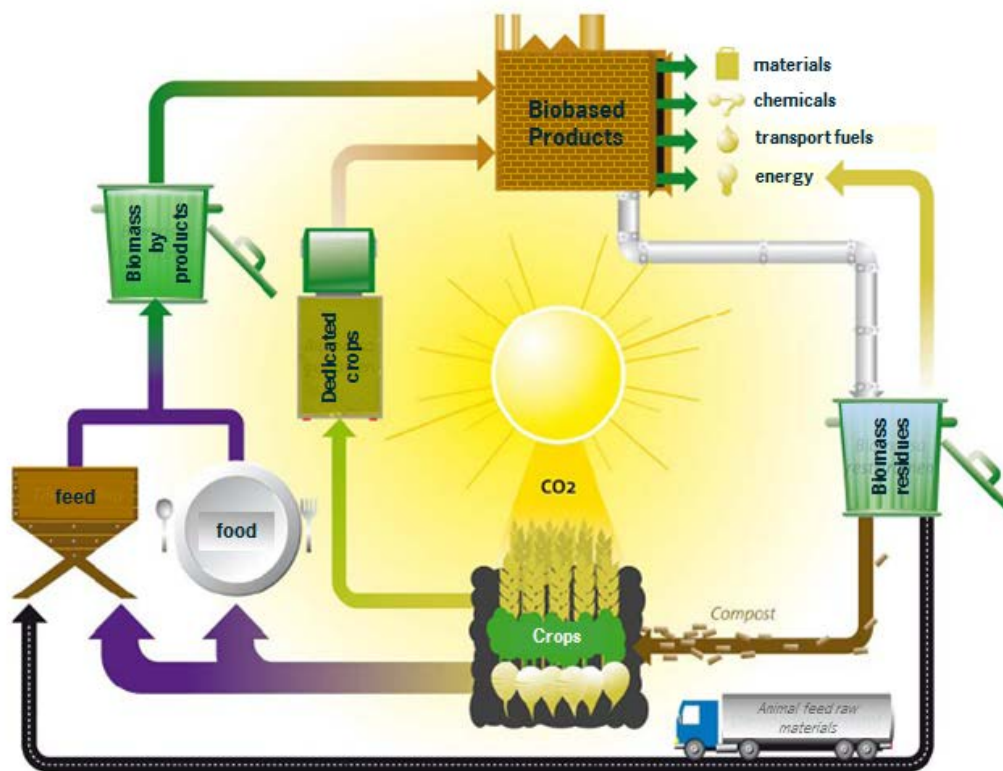 Biobased
Products
materials
chemicals
transport fuels
energy
Biomass
by
products
Dedicated
crops
Biomass
residues
feed
food
CO2
Crops
Compost
Animal feed raw
materials